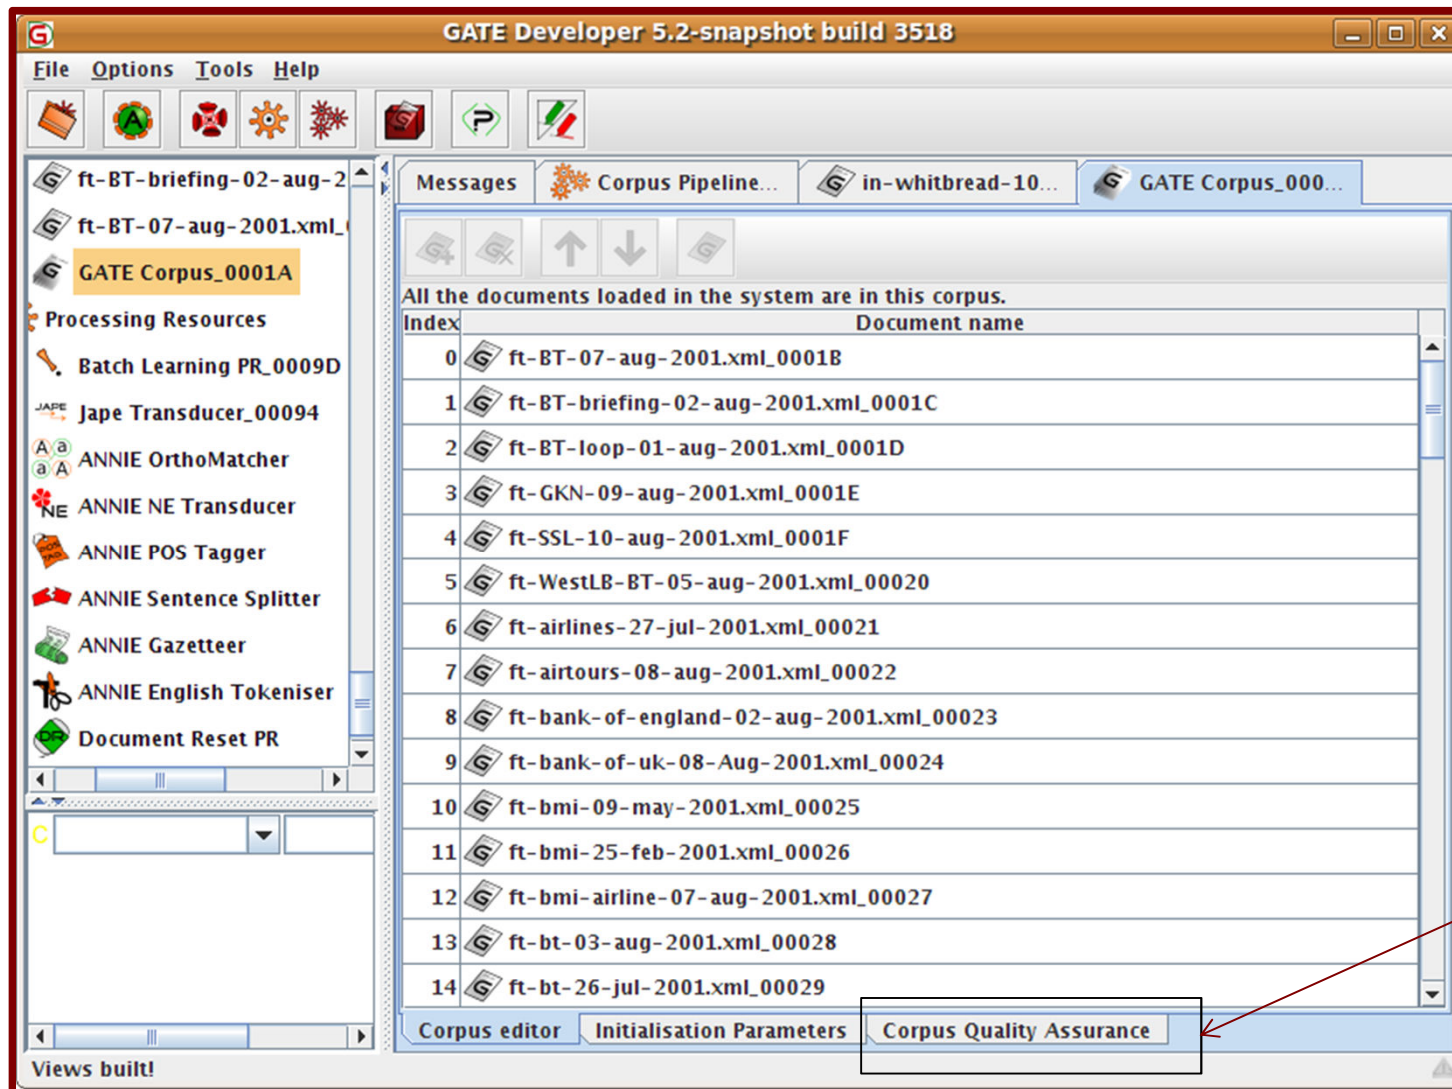 GATE Developer 5.2-snapshot build 3518
File Options Tools Help
ft-BT-briefing-02-aug-2
ft-BT-07-aug-2001.xml_
GATE Corpus_0001A
Processing Resources
Batch Learning PR_0009D
Jape Transducer_00094
ANNIE OrthoMatcher
ANNIE NE Transducer
ANNIE POS Tagger
ANNIE Sentence Splitter
ANNIE Gazetteer
ANNIE English Tokeniser
Document Reset PR
C
Messages
Corpus Pipeline...
in-whitbread-10...
GATE Corpus_000...
All the documents loaded in the system are in this corpus.
Index Document name
0 ft-BT-07-aug-2001.xml_0001B
1 ft-BT-briefing-02-aug-2001.xml_0001C
2 ft-BT-loop-01-aug-2001.xml_0001D
3 ft-GKN-09-aug-2001.xml_0001E
4 ft-SSL-10-aug-2001.xml_0001F
5 ft-WestLB-BT-05-aug-2001.xml_00020
6 ft-airlines-27-jul-2001.xml_00021
7 ft-airtours-08-aug-2001.xml_00022
8 ft-bank-of-england-02-aug-2001.xml_00023
9 ft-bank-of-uk-08-Aug-2001.xml_00024
10 ft-bmi-09-may-2001.xml_00025
11 ft-bmi-25-feb-2001.xml_00026
12 ft-bmi-airline-07-aug-2001.xml_00027
13 ft-bt-03-aug-2001.xml_00028
14 ft-bt-26-jul-2001.xml_00029
Corpus editor Initialisation Parameters Corpus Quality Assurance
Views built!